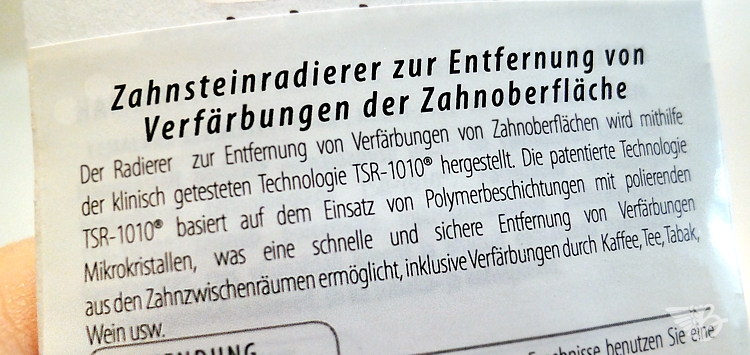 Zahnsteinradierer zur Entfernung von
Verfärbungen der Zahnoberfläche
Der Radierer zur Entfernung von Verfärbungen von Zahnoberflächen wird mithilfe
der klinisch getesteten Technologie TSR-1010® hergestellt. Die patentierte Technologie
TSR-1010® basiert auf dem Einsatz von Polymerbeschichtungen mit polierenden
Mikrokristallen, was eine schnelle und sichere Entfernung von Verfärbungen
aus den Zahnzwischenräumen ermöglicht, inklusive Verfärbungen durch Kaffee, Tee, Tabak,
Wein usw.
benutzen Sie eine